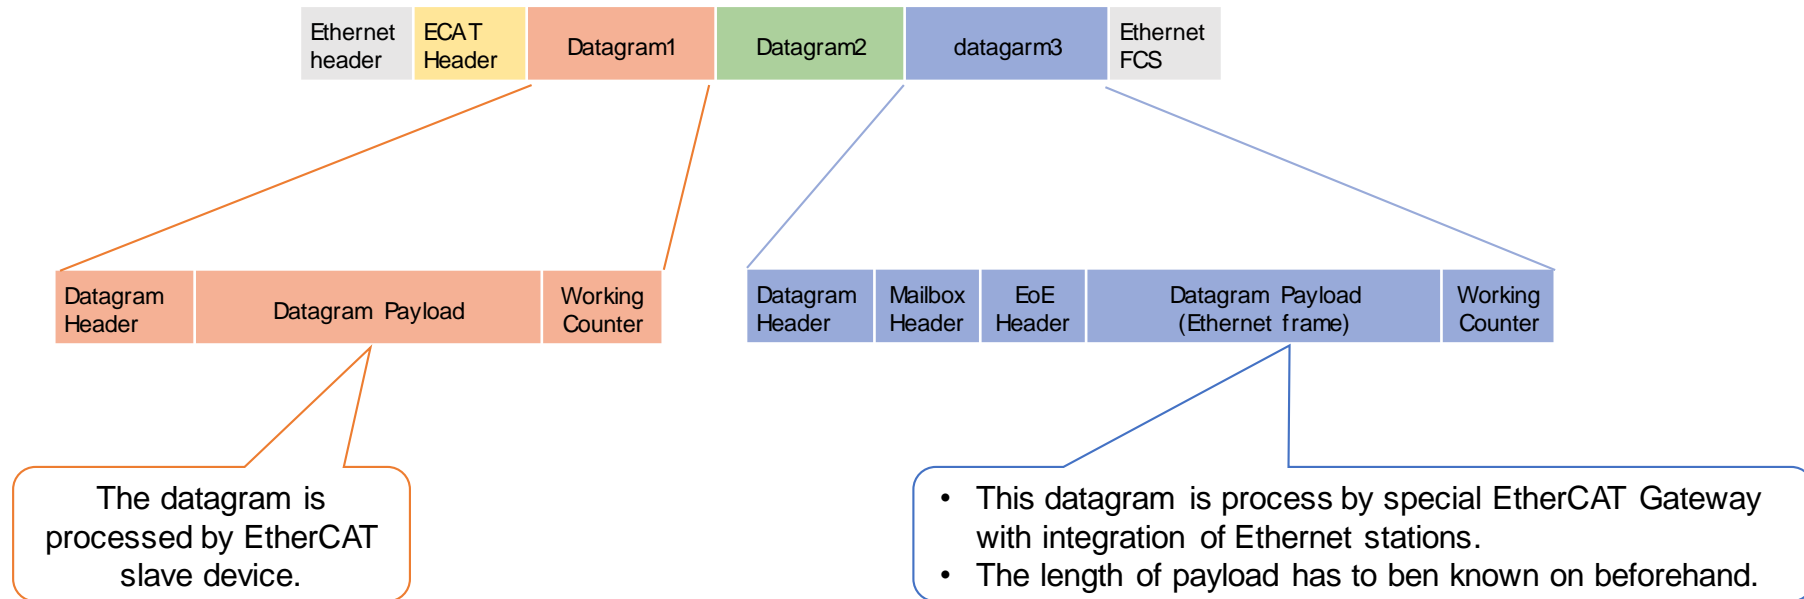 Ethernet
header
ECAT
Header
Datagram1
Datagram2
datagarm3
Ethernet
FCS
Datagram
Header
Datagram Payload
Working
Counter
Datagram
Header
Mailbox
Header
EoE
Header
Datagram Payload
(Ethernet frame)
Working
Counter
The datagram is
processed by EtherCAT
slave device.
• This datagram is process by special EtherCAT Gateway
with integration of Ethernet stations.
• The length of payload has to ben known on beforehand.